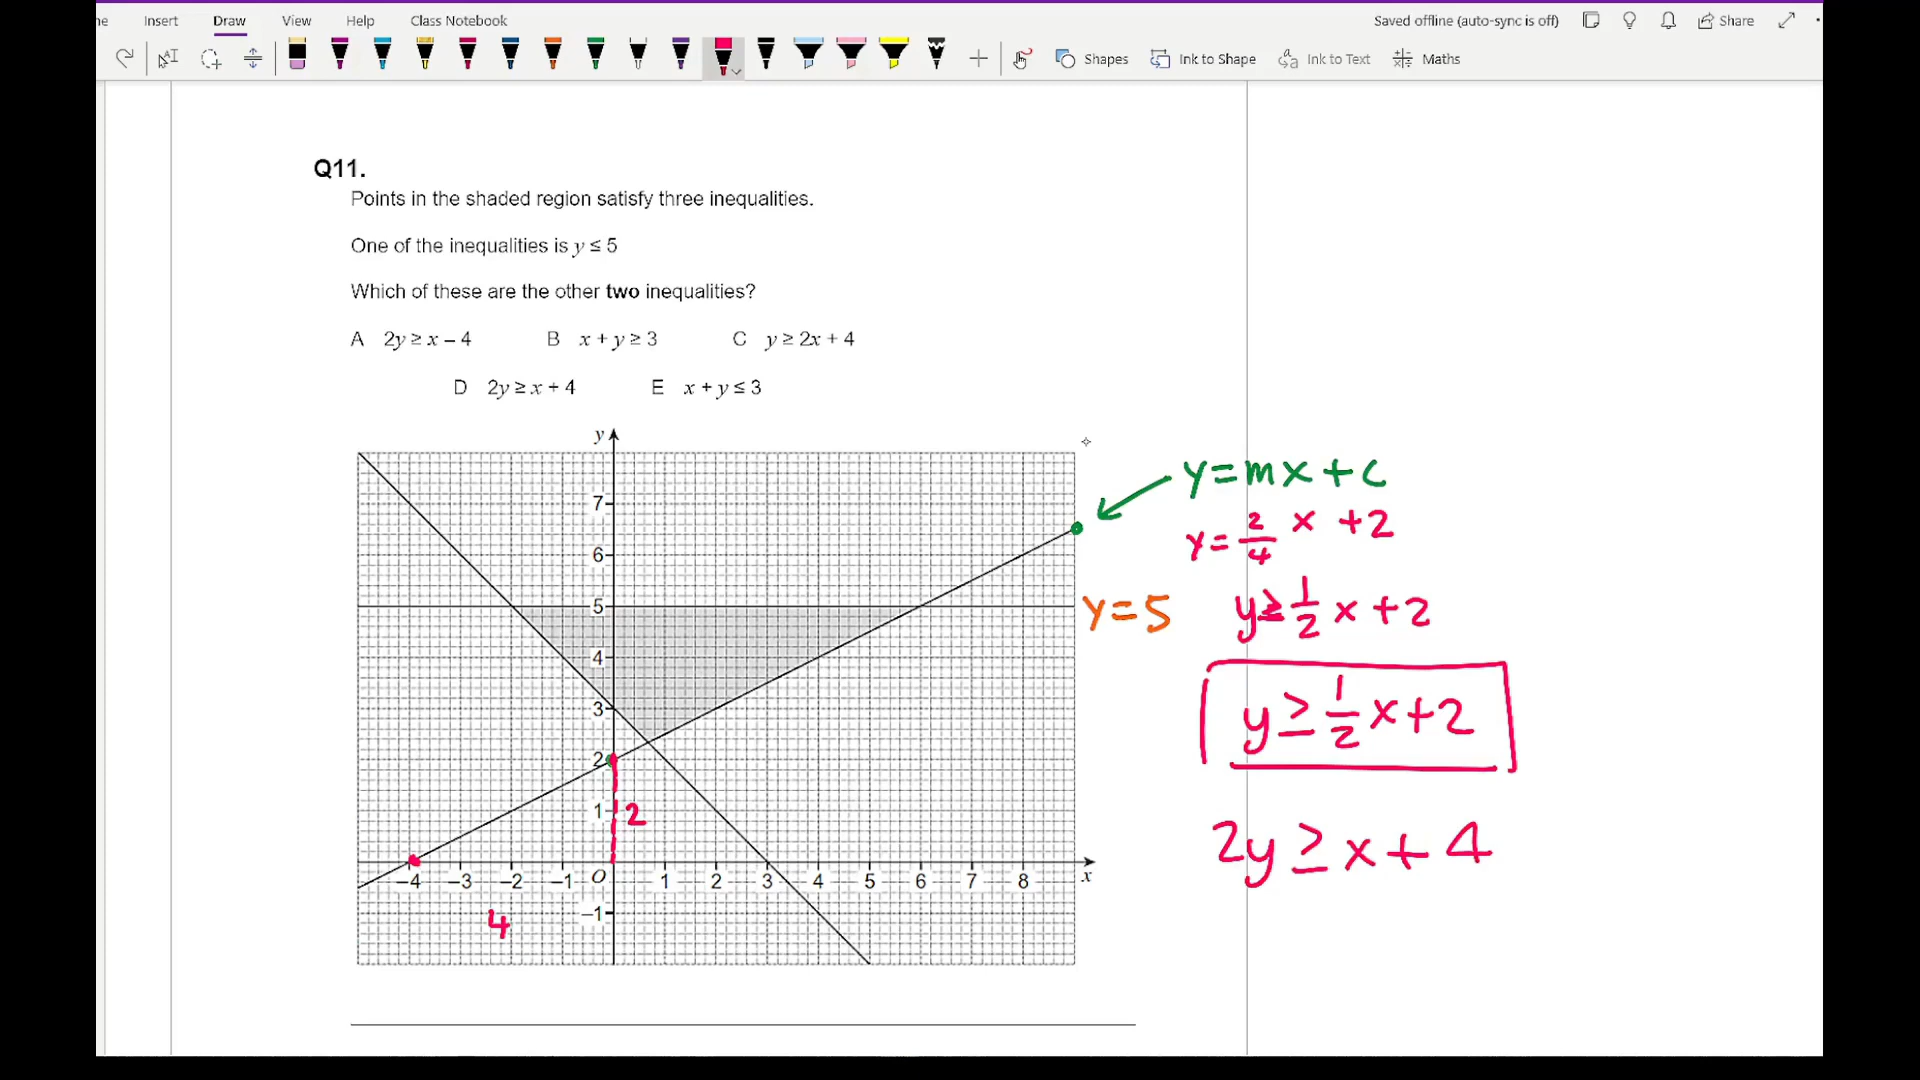 ne Insert Draw View Help Class Notebook Saved offline (auto-sync is off) Share
Shapes Ink to Shape Ink to Text Maths
Q11.
Points in the shaded region satisfy three inequalities.
One of the inequalities is y ≤ 5
Which of these are the other two inequalities?
A 2y ≥ x – 4 B x + y ≥ 3 C y ≥ 2x + 4
D 2y ≥ x + 4 E x + y ≤ 3
y
7
6
5
4
3
2
1
–1
–4 –3 –2 –1 O 1 2 3 4 5 6 7 8 x
2
4
y=5
y=mx+c
y=2/4 x +2
y≥1/2 x+2
y≥1/2 x+2
2y≥x+4